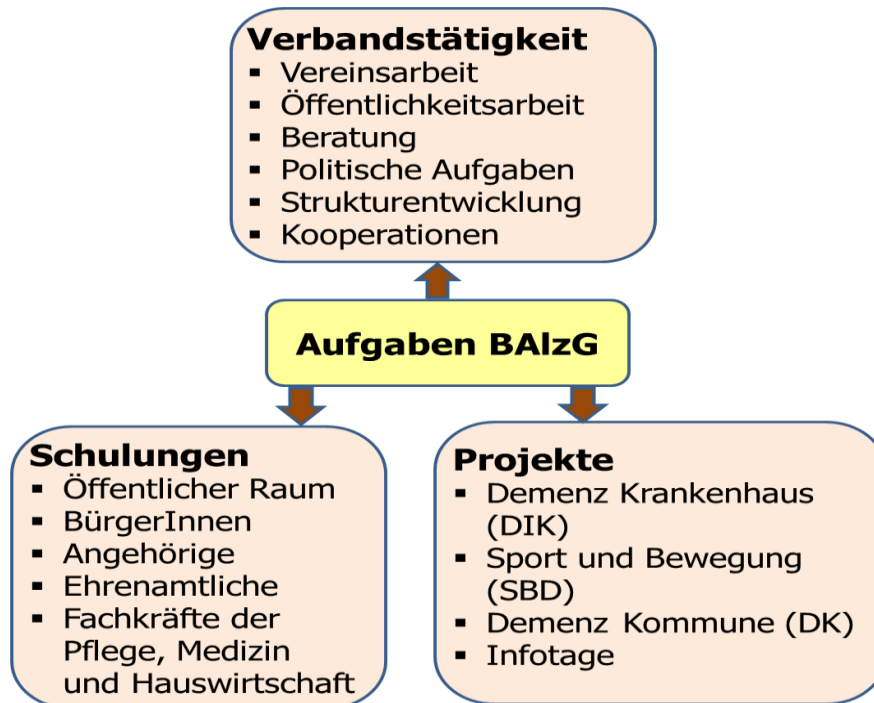 Verbandstätigkeit
▪ Vereinsarbeit
▪ Öffentlichkeitsarbeit
▪ Beratung
▪ Politische Aufgaben
▪ Strukturentwicklung
▪ Kooperationen
Aufgaben BAlzG
Schulungen
▪ Öffentlicher Raum
▪ BürgerInnen
▪ Angehörige
▪ Ehrenamtliche
▪ Fachkräfte der
Pflege, Medizin
und Hauswirtschaft
Projekte
▪ Demenz Krankenhaus
(DIK)
▪ Sport und Bewegung
(SBD)
▪ Demenz Kommune (DK)
▪ Infotage